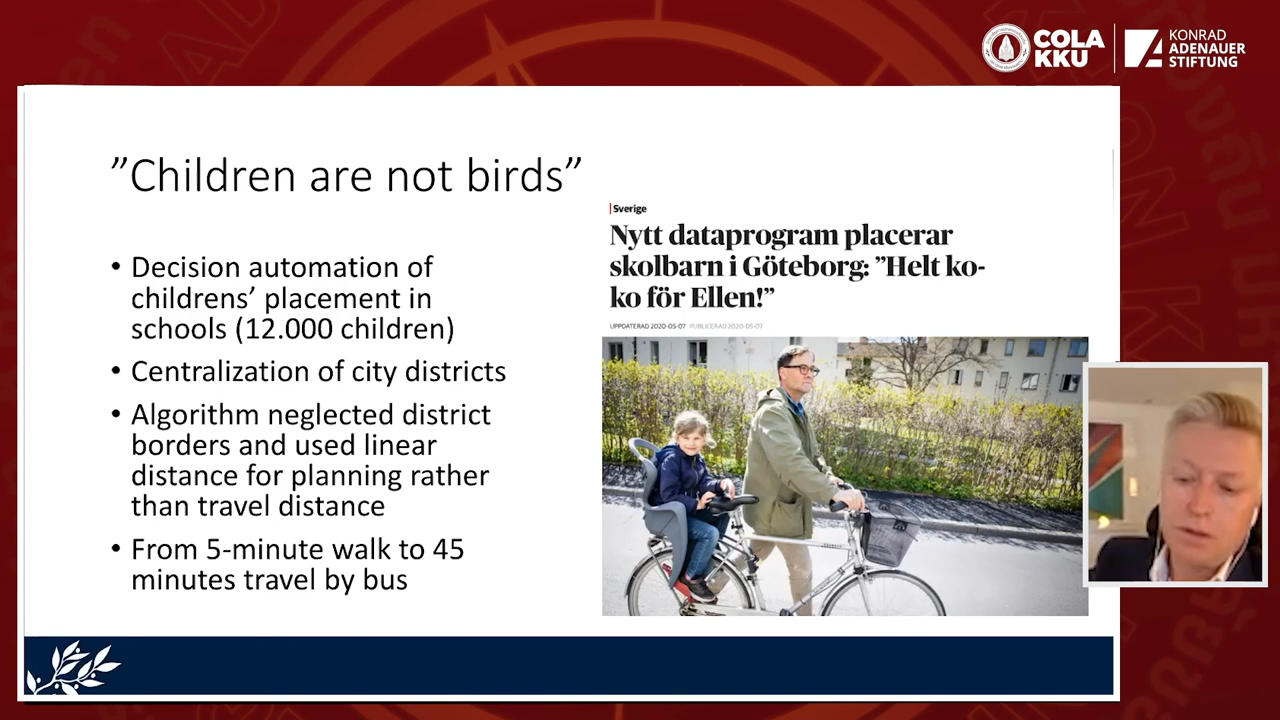 COLA
KKU
KONRAD
ADENAUER
STIFTUNG
”Children are not birds”
• Decision automation of
childrens’ placement in
schools (12.000 children)
• Centralization of city districts
• Algorithm neglected district
borders and used linear
distance for planning rather
than travel distance
• From 5-minute walk to 45
minutes travel by bus
Sverige
Nytt dataprogram placerar
skolbarn i Göteborg: ”Helt ko-
ko för Ellen!”
UPPDATERAD 2020-05-07 PUBLICERAD 2020-05-07